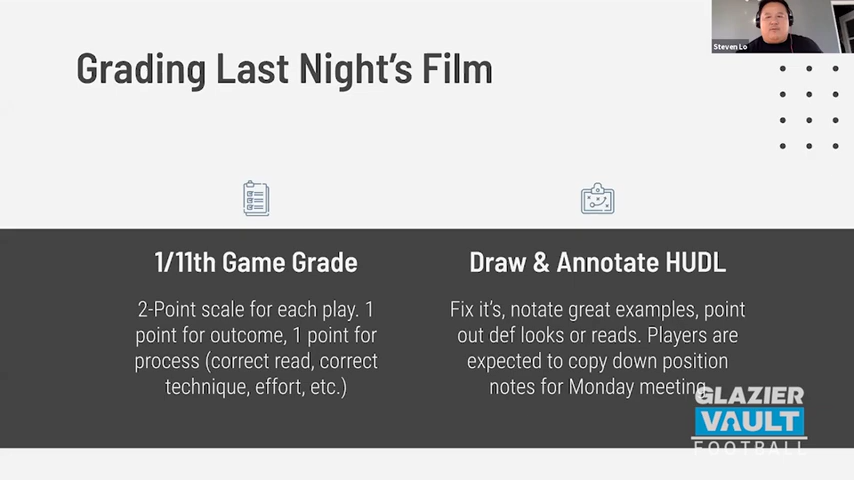 Steven Lo
Grading Last Night's Film
1/11th Game Grade
2-Point scale for each play. 1
point for outcome, 1 point for
process (correct read, correct
technique, effort, etc.)
Draw & Annotate HUDL
Fix it's, notate great examples, point
out def looks or reads. Players are
expected to copy down position
notes for Monday meeting
GLAZIER
VAULT
FOOTBALL